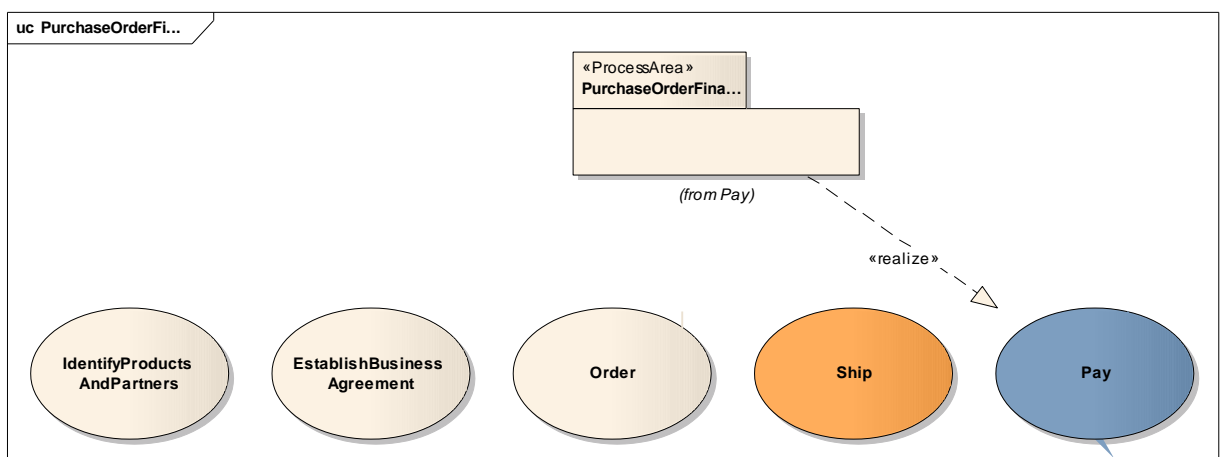 uc PurchaseOrderFi...
«ProcessArea»
PurchaseOrderFina...
(from Pay)
«realize»
IdentifyProducts
AndPartners
EstablishBusiness
Agreement
Order
Ship
Pay